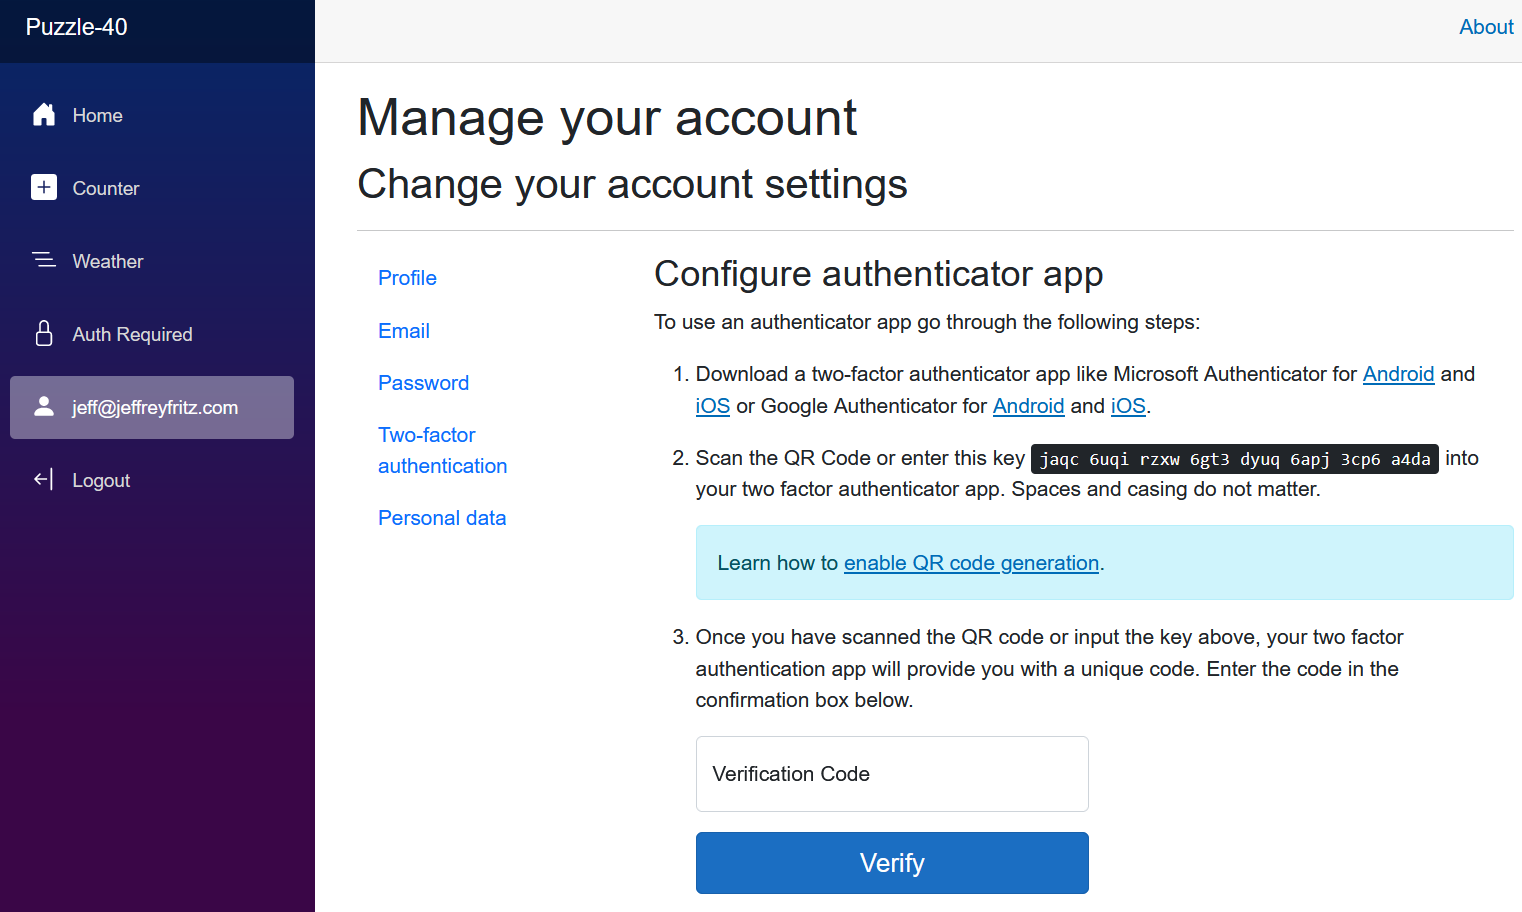 Puzzle-40
About
Home
Counter
Weather
Auth Required
jeff@jeffreyfritz.com
Logout
Manage your account
Change your account settings
Profile
Email
Password
Two-factor
authentication
Personal data
Configure authenticator app
To use an authenticator app go through the following steps:
1. Download a two-factor authenticator app like Microsoft Authenticator for Android and
iOS or Google Authenticator for Android and iOS.
2. Scan the QR Code or enter this key jaqc 6uqi rzxw 6gt3 dyuq 6apj 3cp6 a4da into
your two factor authenticator app. Spaces and casing do not matter.
Learn how to enable QR code generation.
3. Once you have scanned the QR code or input the key above, your two factor
authentication app will provide you with a unique code. Enter the code in the
confirmation box below.
Verification Code
Verify